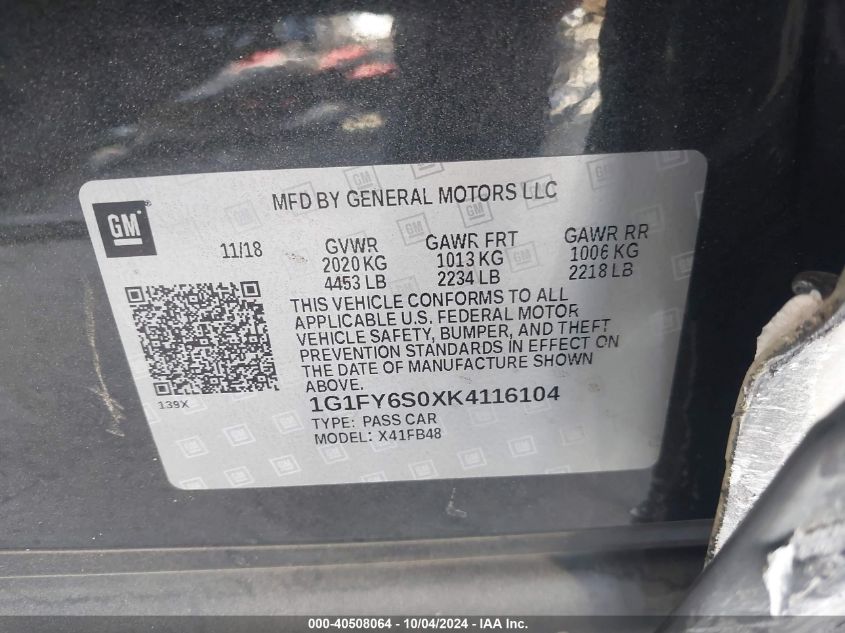 MFD BY GENERAL MOTORS LLC
GM
11/18
GVWR
2020 KG
4453 LB
GAWR FRT
1013 KG
2234 LB
GAWR RR
1006 KG
2218 LB
THIS VEHICLE CONFORMS TO ALL
APPLICABLE U.S. FEDERAL MOTOR
VEHICLE SAFETY, BUMPER, AND THEFT
PREVENTION STANDARDS IN EFFECT ON
THE DATE OF MANUFACTURE SHOWN
ABOVE.
139X
1G1FY6S0XK4116104
TYPE: PASS CAR
MODEL: X41FB48
000-40508064 - 10/04/2024 - IAA Inc.